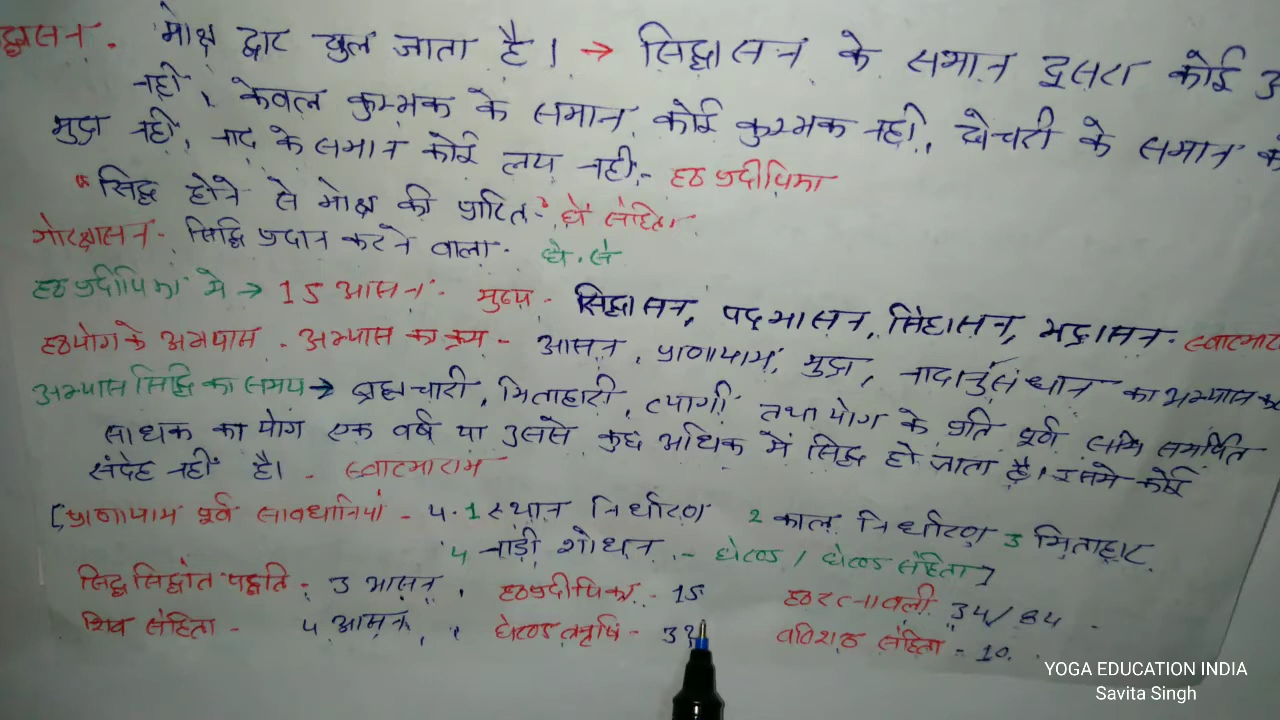 द्धासन. मोक्ष द्वार खुल जाता है। → सिद्धासन के समान दुसरा कोई
नही, केवल कुम्भक के समान कोई कुम्भक नही, खेचरी के समान
मुद्रा नही, नाद के समान कोई लय नही.- हठ प्रदीपिका
"सिद्ध होने से मोक्ष की प्राप्ति-" घे संहिता
गोरक्षासन- सिद्धि प्रदान करने वाला- घे.सं
हठ प्रदीपिका मे → 15 आसन- मुख्य- सिद्धासन, पदमासन, सिंहासन, भद्रासन-
हठयोग के अभ्यास. अभ्यास का क्रम - आसन, प्राणायाम, मुद्रा, नादानुसंधान का अभ्यास
अभ्यास सिद्धि का समय → ब्रह्मचारी, मिताहारी, त्यागी तथा योग के प्रति पूर्ण समर्पित
साधक का योग एक वर्ष या उससे कुछ अधिक में सिद्ध हो जाता है। इसमे कोई
संदेह नहीं है। - स्वात्माराम
[प्राणायाम पूर्व सावधानियां - 4.1 स्थान निर्धारण 2 काल निर्धारण 3 मिताहार
4 नाड़ी शोधन.- घेरण्ड / घेरण्ड संहिता]
सिद्ध सिद्धांत पद्धति- 3 आसन, हठप्रदीपिका- 15 हठरत्नावली 34/84 -
शिव संहिता- 4 आसन, घेरण्ड ऋषि- 32 वशिष्ठ संहिता- 10.
YOGA EDUCATION INDIA
Savita Singh